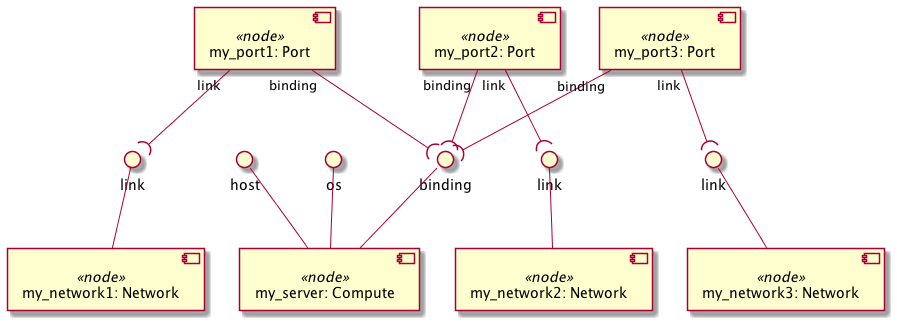 «node»
my_port1: Port
«node»
my_port2: Port
«node»
my_port3: Port
link
binding
binding
link
binding
link
link
host
os
binding
link
link
«node»
my_network1: Network
«node»
my_server: Compute
«node»
my_network2: Network
«node»
my_network3: Network